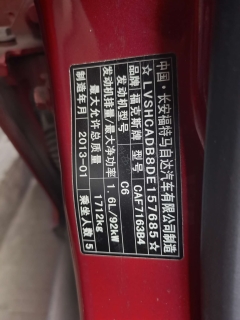 中国·长安福特马自达汽车有限公司制造
☆LVSHCADB8DE157685☆
品牌 福克斯牌 型号 CAF7163B4
发动机型号 C6
发动机排量/最大净功率 1.6L/92kW
最大允许总质量 1712kg
制造年月 2013-01 乘坐人数 5